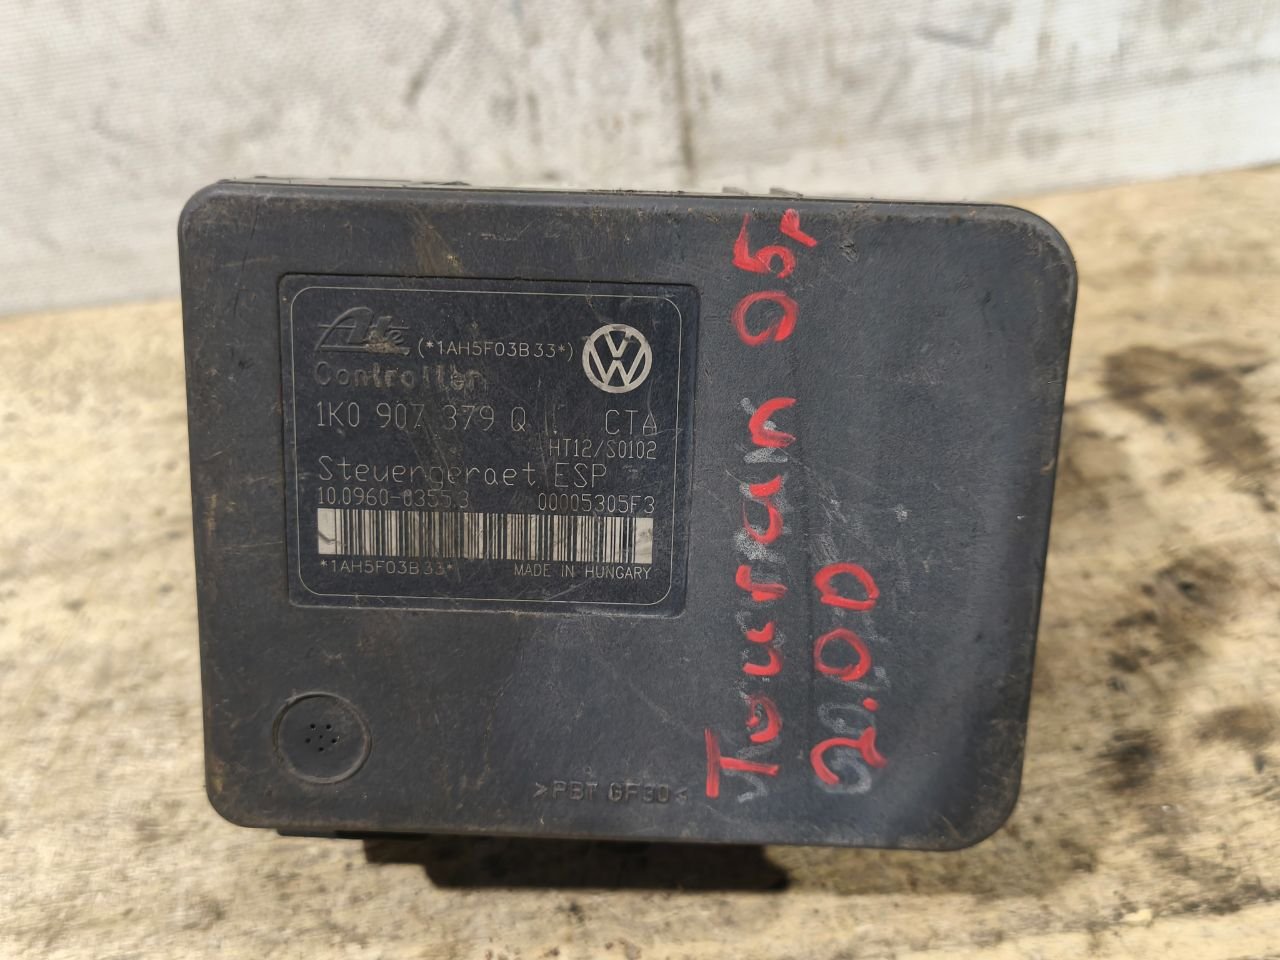 Ate (*1AH5F03B33*)
Controller
1K0 907 379 Q CTA
HT12/S0102
Steuergeraet ESP
10.0960-0355.3 00005305F3
*1AH5F03B33* MADE IN HUNGARY
>PBT GF30<
Touran 05г
2.0D